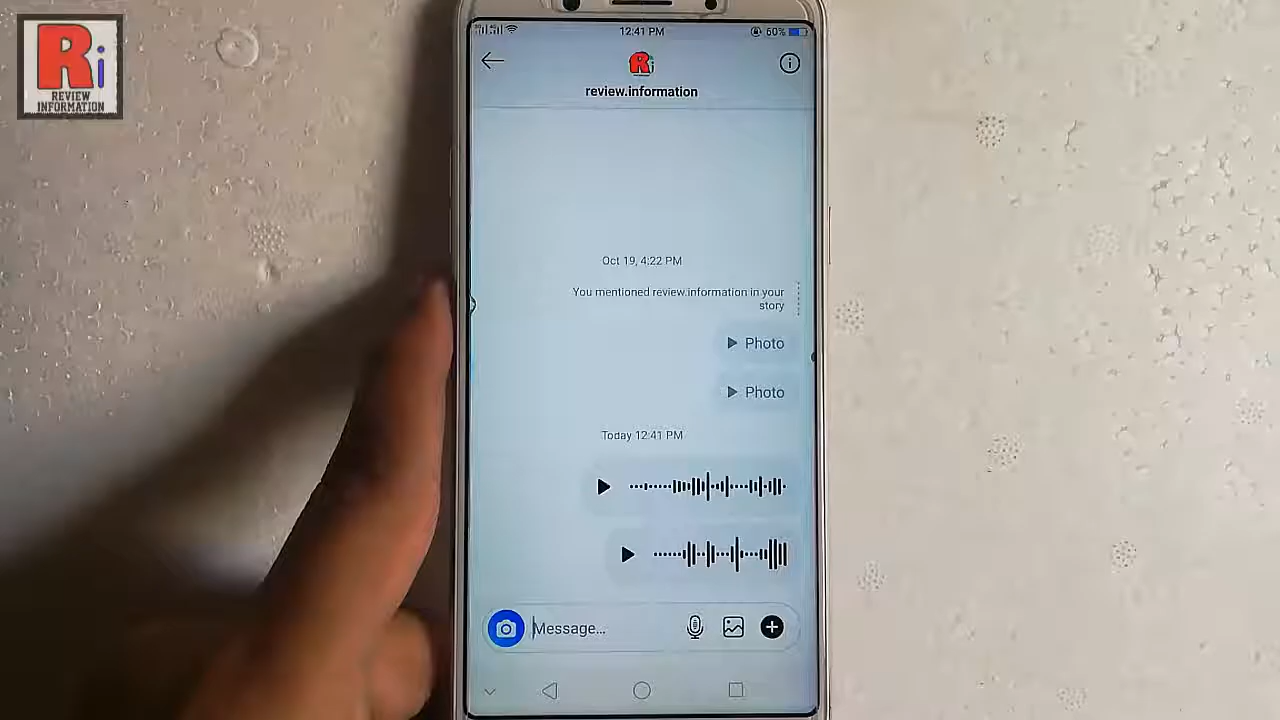 Ri
REVIEW
INFORMATION
12:41 PM
60%
Ri
review.information
Oct 19, 4:22 PM
You mentioned review.information in your
story
Photo
Photo
Today 12:41 PM
Message...